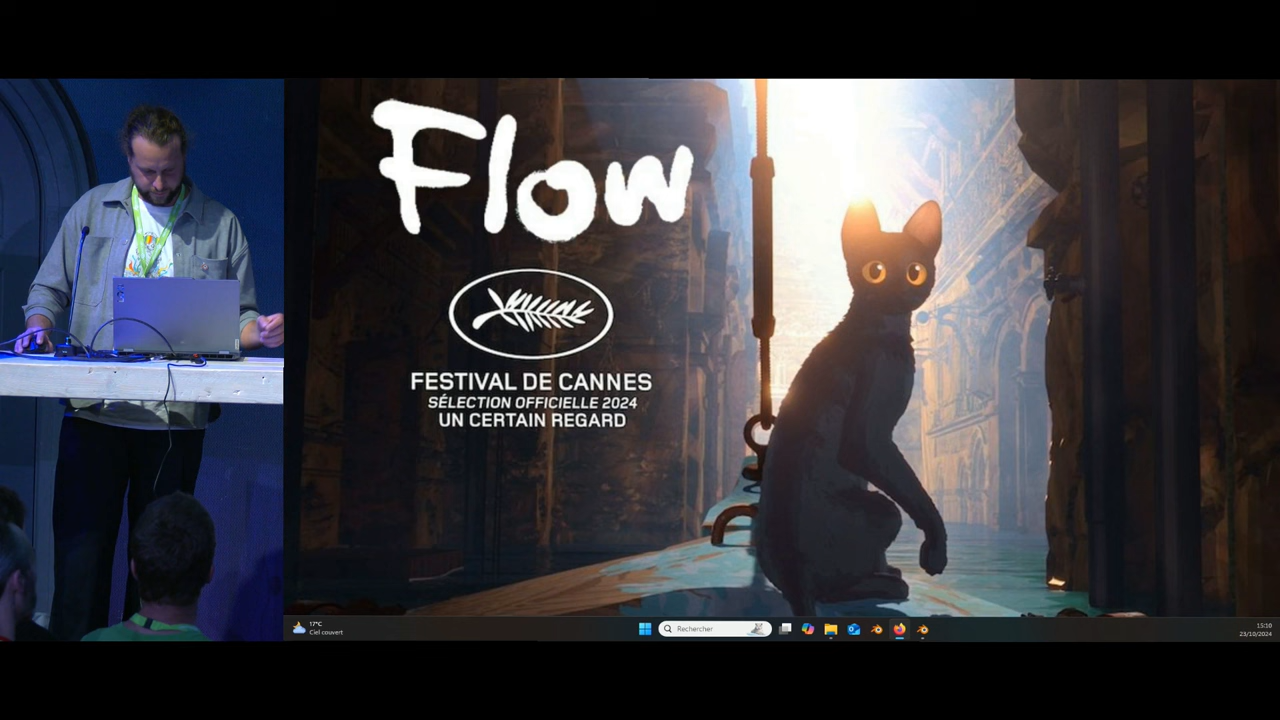 Flow
FESTIVAL DE CANNES
SÉLECTION OFFICIELLE 2024
UN CERTAIN REGARD
17°C
Ciel couvert
Rechercher
15:10
23/10/2024